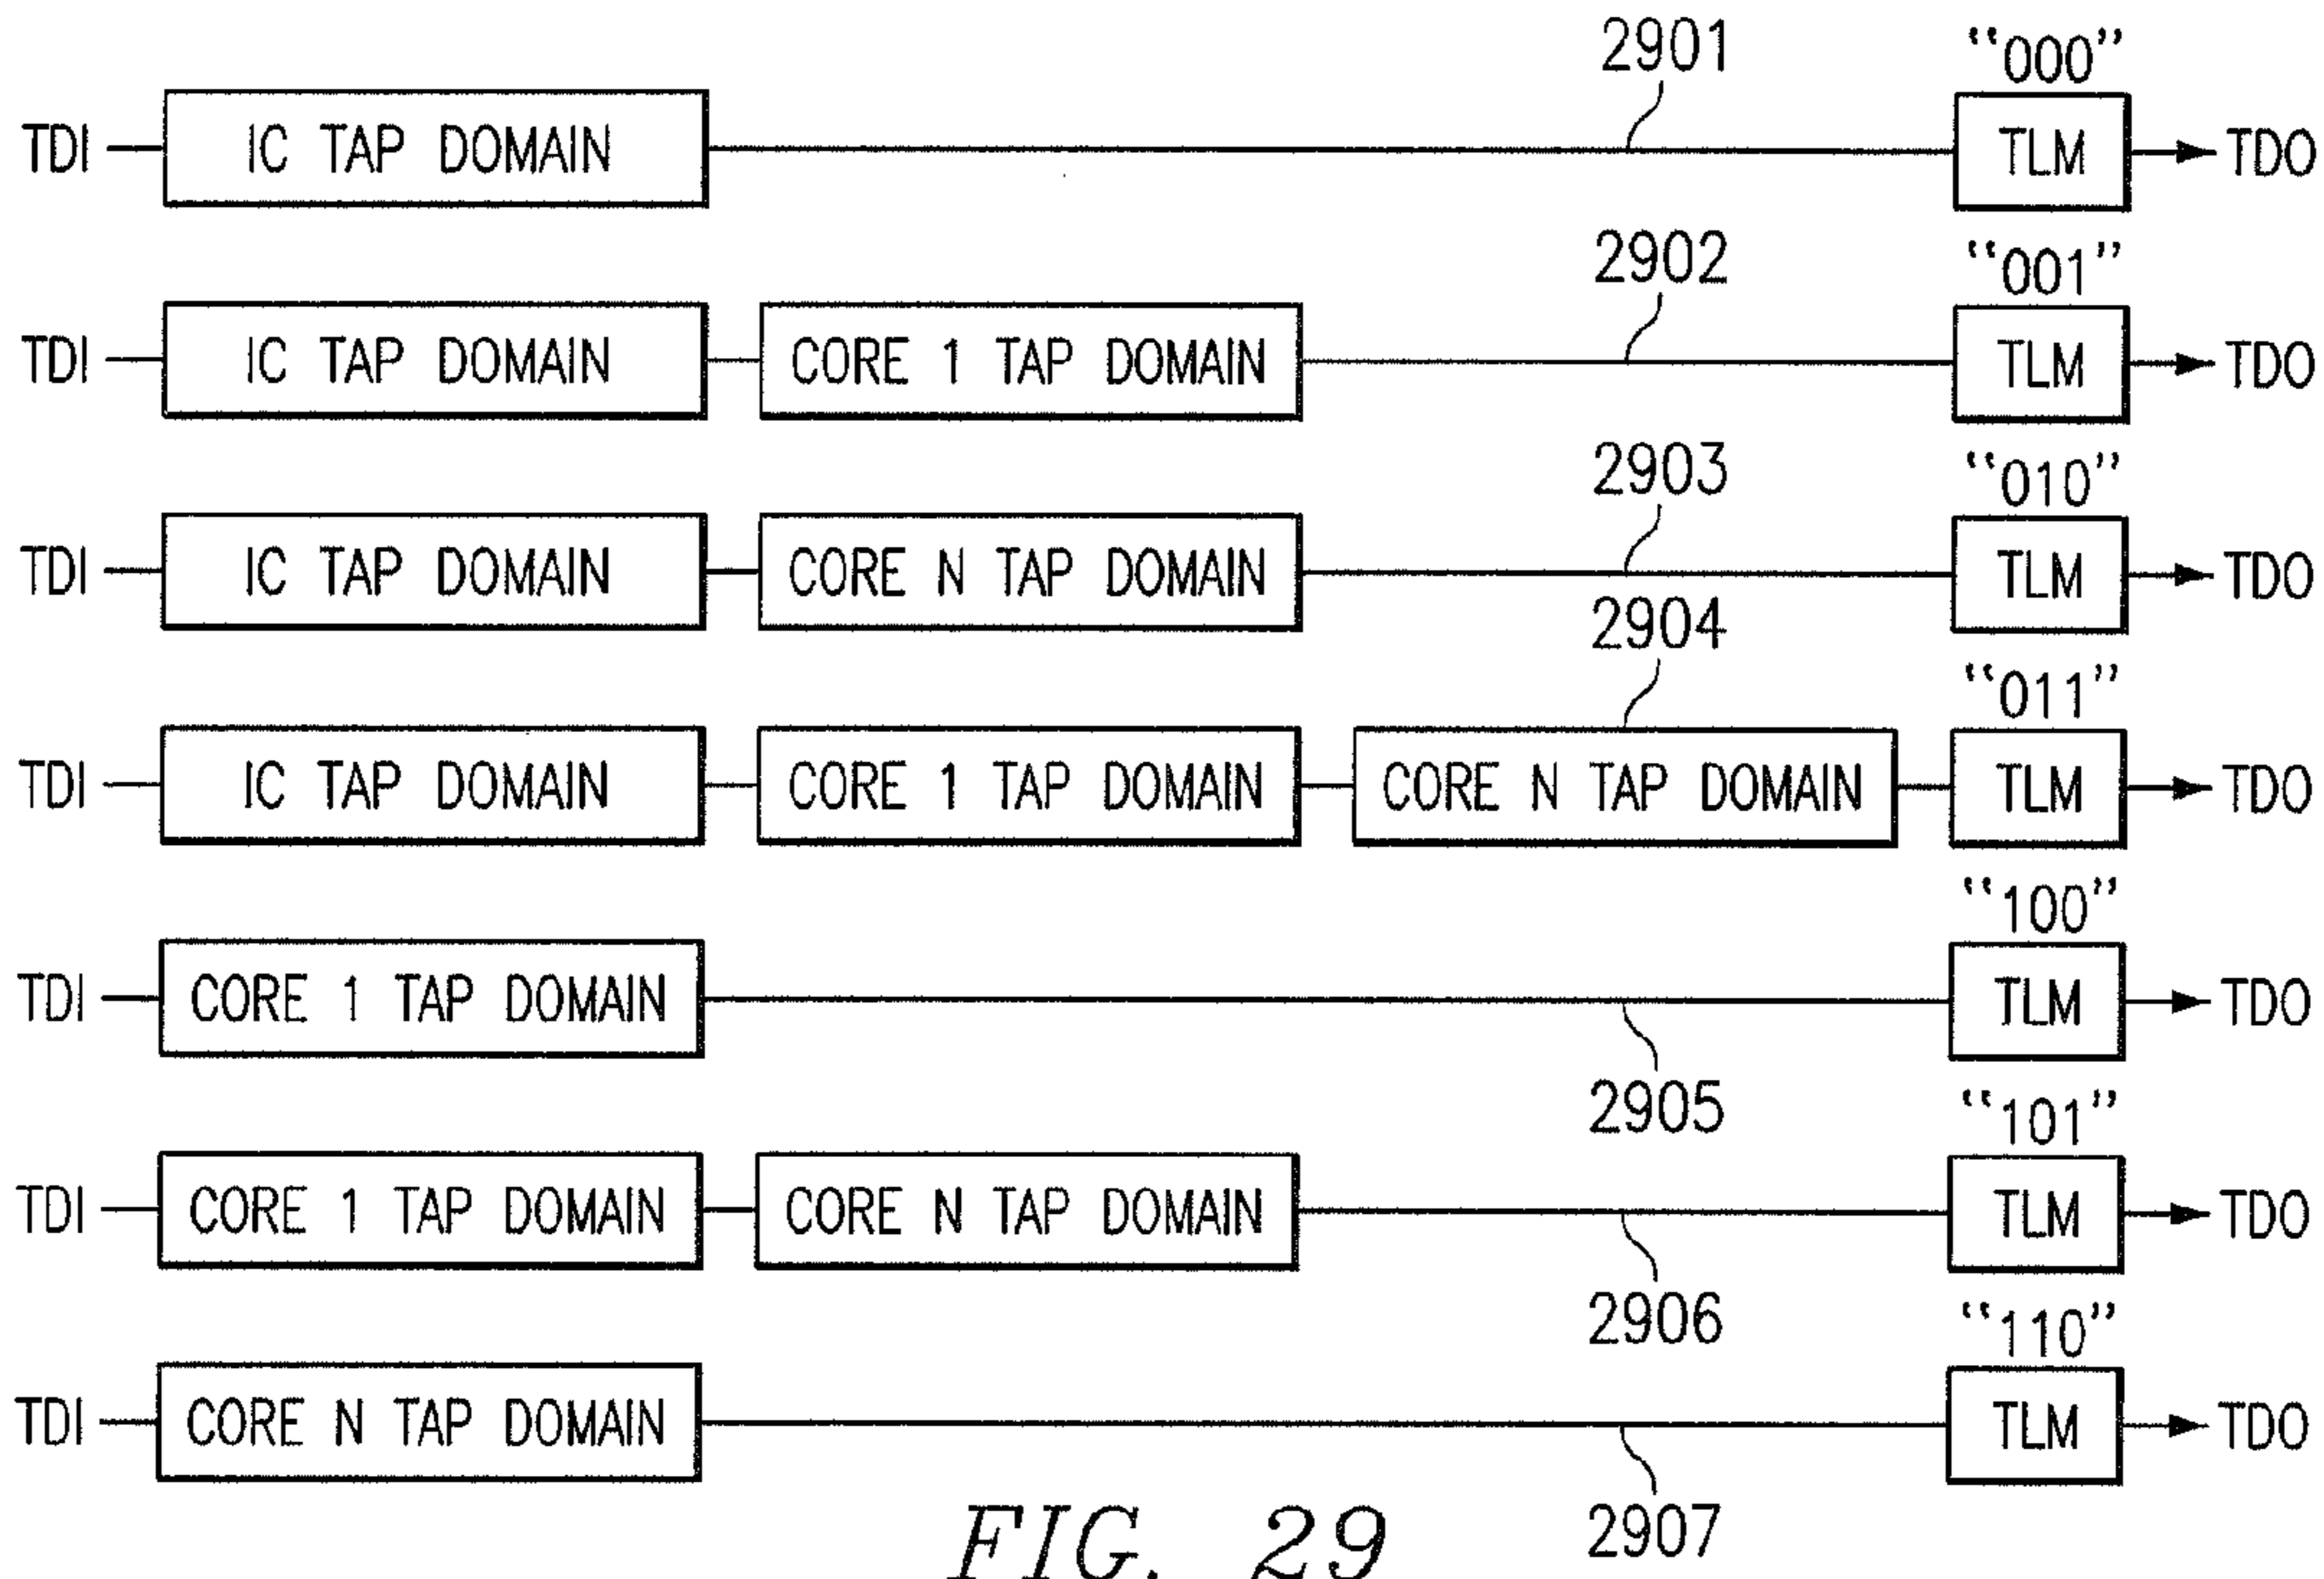 2901 “000”
TDI IC TAP DOMAIN TLM TDO
2902 “001”
TDI IC TAP DOMAIN CORE 1 TAP DOMAIN TLM TDO
2903 “010”
TDI IC TAP DOMAIN CORE N TAP DOMAIN TLM TDO
2904 “011”
TDI IC TAP DOMAIN CORE 1 TAP DOMAIN CORE N TAP DOMAIN TLM TDO
“100”
TDI CORE 1 TAP DOMAIN TLM TDO
2905 “101”
TDI CORE 1 TAP DOMAIN CORE N TAP DOMAIN TLM TDO
2906 “110”
TDI CORE N TAP DOMAIN TLM TDO
2907
FIG. 29